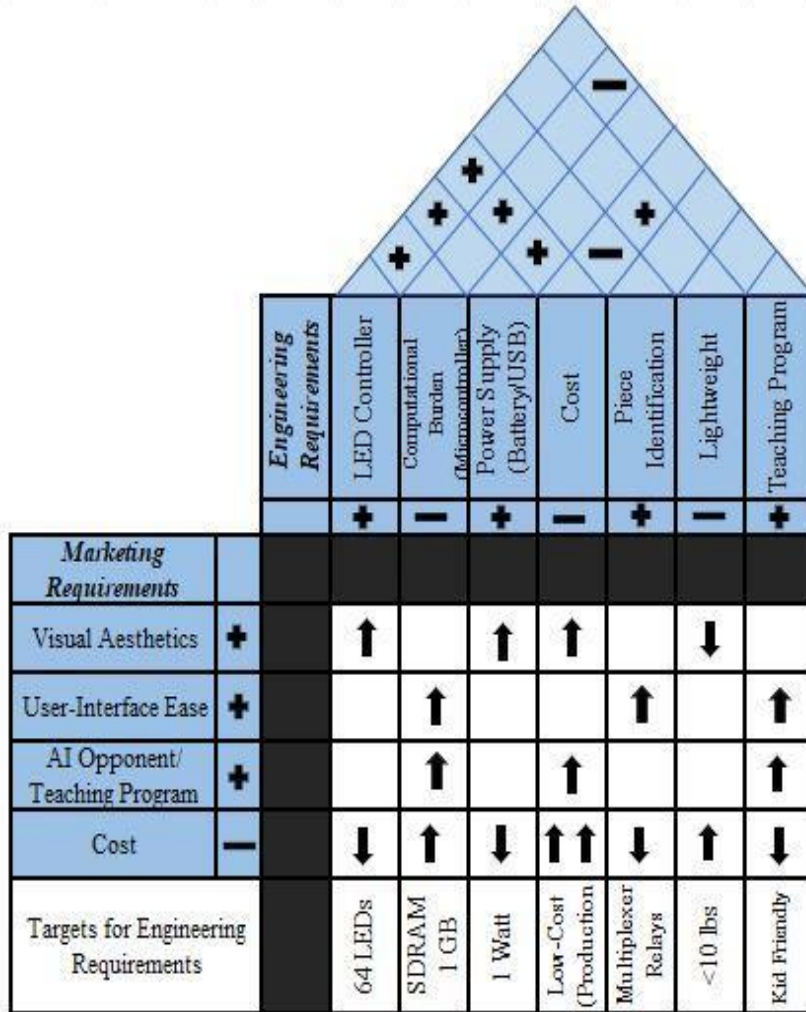 Engineering
Requirements
LED Controller
Computational
Burden
(Microcontroller)
Power Supply
(Battery/USB)
Cost
Piece
Identification
Lightweight
Teaching Program
+ − + − + − +
Marketing
Requirements
Visual Aesthetics + ↑ ↑ ↑ ↓
User-Interface Ease + ↑ ↑ ↑
AI Opponent/
Teaching Program + ↑ ↑ ↑
Cost − ↓ ↑ ↓ ↑↑ ↓ ↑ ↓
Targets for Engineering
Requirements
64 LEDs
SDRAM
1 GB
1 Watt
Low-Cost
(Production
Multiplexer
Relays
<10 lbs
Kid Friendly